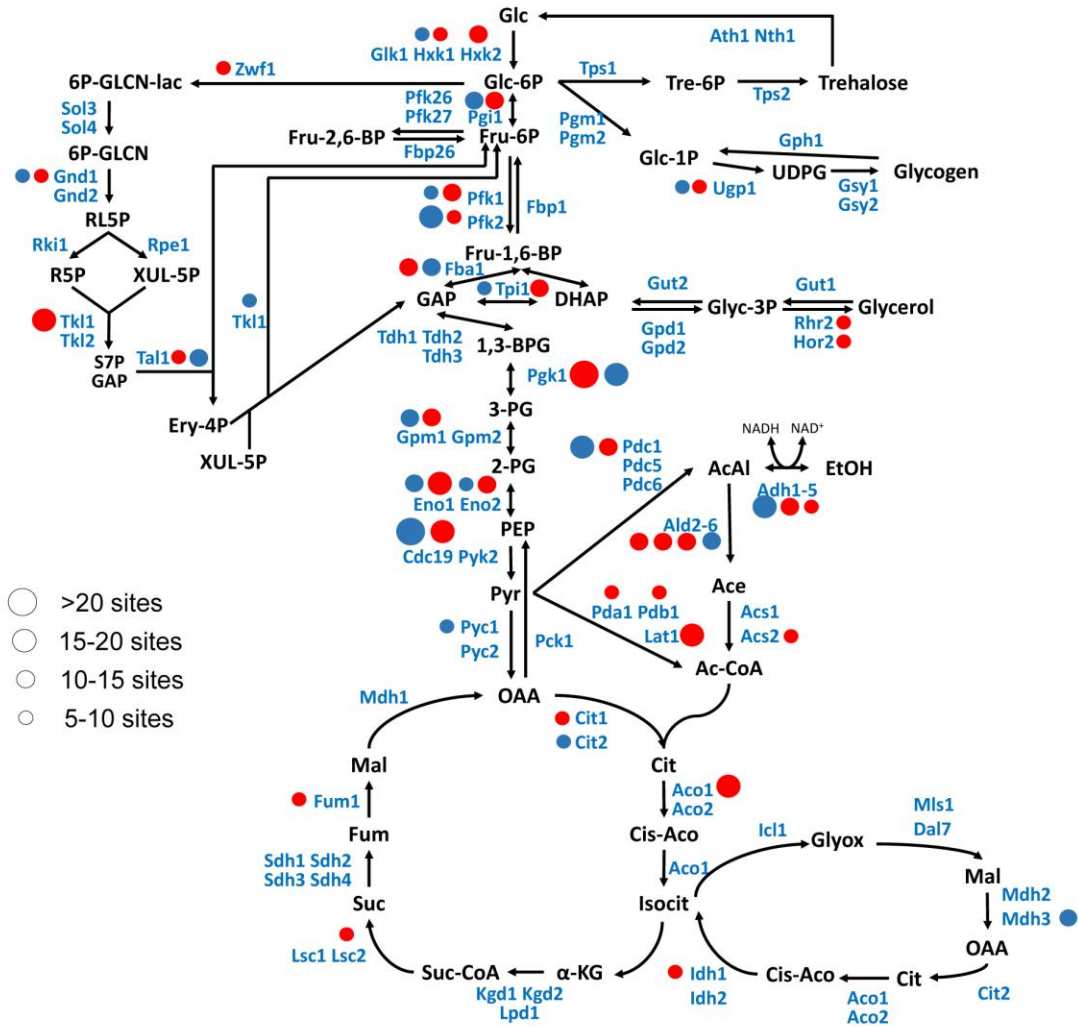 Glc
Ath1 Nth1
Glk1 Hxk1 Hxk2
6P-GLCN-lac
Zwf1
Glc-6P
Tps1
Tre-6P
Tps2
Trehalose
Sol3
Sol4
Pfk26
Pfk27
Pgi1
Pgm1
Pgm2
Fru-2,6-BP
Fbp26
Fru-6P
Gph1
6P-GLCN
Glc-1P
UDPG
Glycogen
Gnd1
Gnd2
Ugp1
Gsy1
Gsy2
Pfk1
Pfk2
Fbp1
RL5P
Rki1
Rpe1
Fru-1,6-BP
R5P
XUL-5P
Fba1
GAP
Tpi1
DHAP
Gut2
Glyc-3P
Gut1
Glycerol
Gpd1
Gpd2
Rhr2
Hor2
Tkl1
Tkl2
Tkl1
Tdh1 Tdh2
Tdh3
1,3-BPG
S7P
GAP
Tal1
Pgk1
Ery-4P
XUL-5P
3-PG
Gpm1 Gpm2
2-PG
Eno1 Eno2
PEP
Cdc19 Pyk2
Pdc1
Pdc5
Pdc6
NADH
NAD+
AcAl
EtOH
Adh1-5
Ald2-6
Ace
Pyr
Pda1 Pdb1
Lat1
Acs1
Acs2
Pyc1
Pyc2
Pck1
Ac-CoA
>20 sites
15-20 sites
10-15 sites
5-10 sites
Mdh1
OAA
Cit1
Cit2
Mal
Cit
Fum1
Aco1
Aco2
Fum
Cis-Aco
Icl1
Glyox
Mls1
Dal7
Sdh1 Sdh2
Sdh3 Sdh4
Aco1
Mal
Suc
Isocit
Mdh2
Mdh3
Lsc1 Lsc2
OAA
Suc-CoA
α-KG
Idh1
Idh2
Cis-Aco
Cit
Cit2
Kgd1 Kgd2
Lpd1
Aco1
Aco2